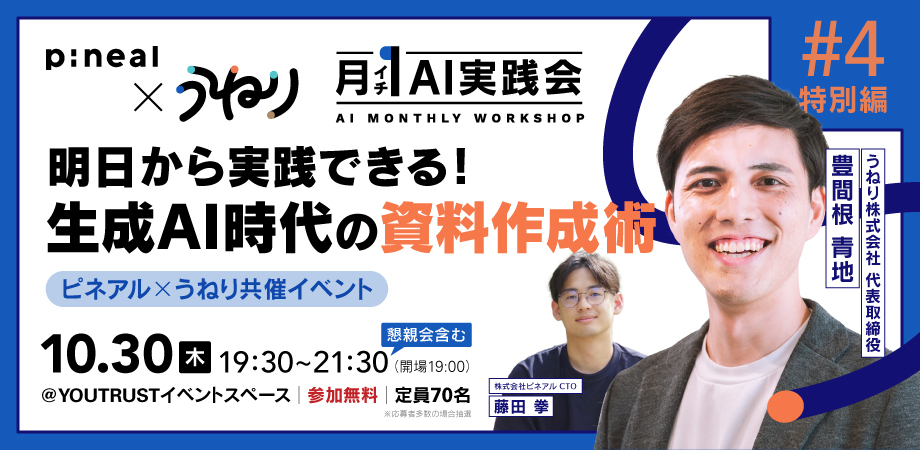 p:neal
×うねり
月イチ1 AI実践会
AI MONTHLY WORKSHOP
#4
特別編
明日から実践できる!
生成AI時代の資料作成術
ピネアル×うねり共催イベント
懇親会含む
10.30 木 19:30~21:30 (開場19:00)
@YOUTRUSTイベントスペース|参加無料|定員70名
※応募者多数の場合抽選
株式会社ピネアル CTO
藤田 拳
うねり株式会社 代表取締役
豊間根 青地